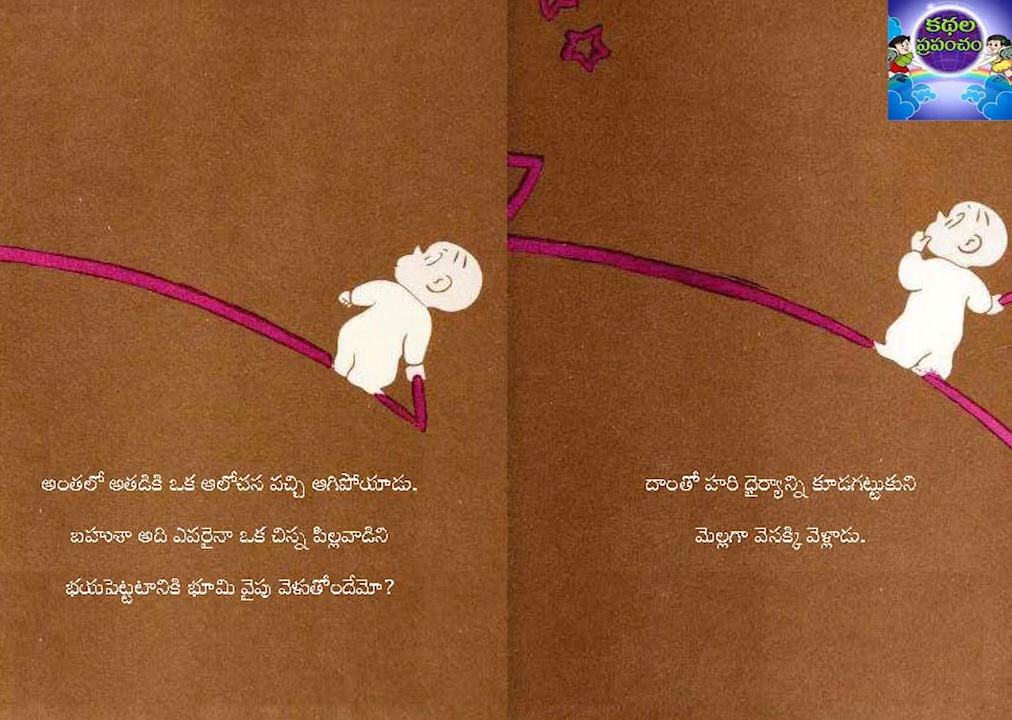 కథల
ప్రపంచం
అంతలో అతడికి ఒక ఆలోచన వచ్చి ఆగిపోయాడు.
బహుశా అది ఎవరైనా ఒక చిన్న పిల్లవాడిని
భయపెట్టటానికి భూమి వైపు వెళుతోందేమో?
దాంతో హరి ధైర్యాన్ని కూడగట్టుకుని
మెల్లగా వెనక్కి వెళ్లాడు.